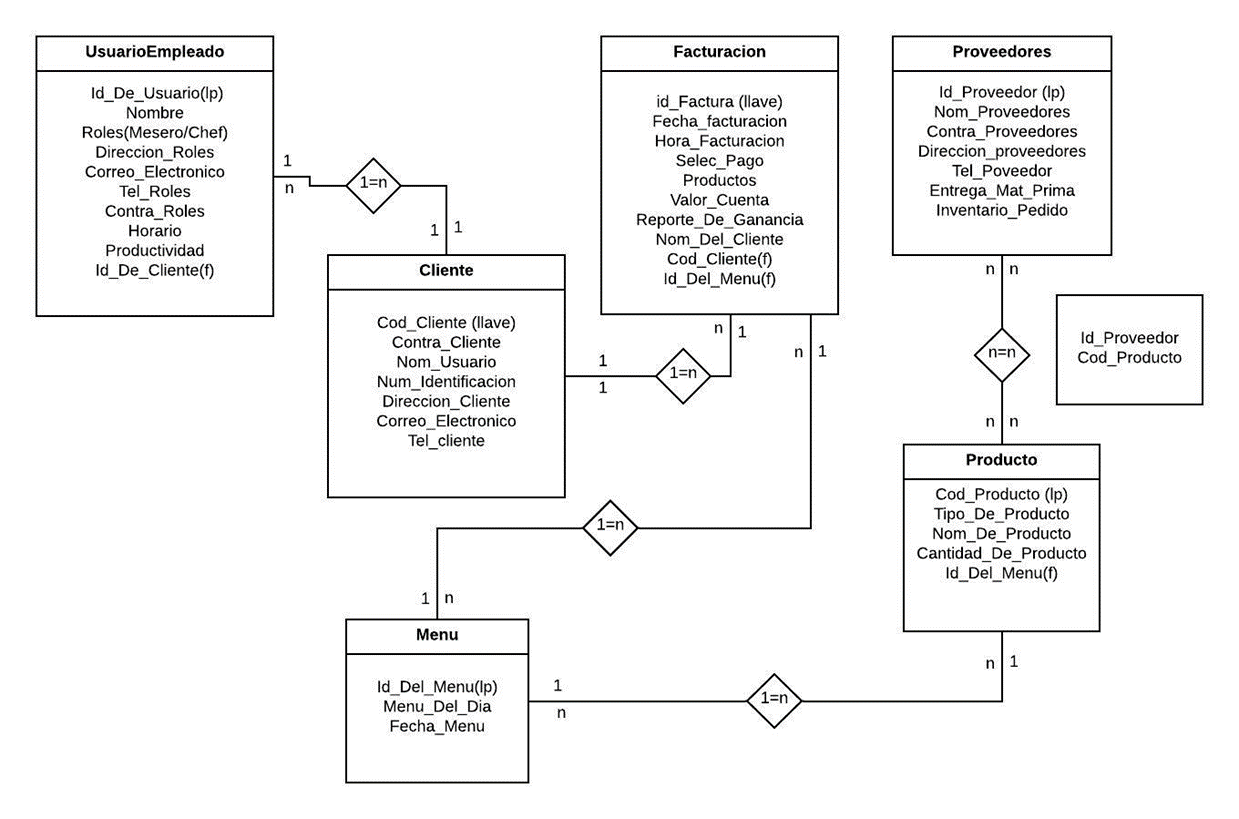 UsuarioEmpleado
Id_De_Usuario(lp)
Nombre
Roles(Mesero/Chef)
Direccion_Roles
Correo_Electronico
Tel_Roles
Contra_Roles
Horario
Productividad
Id_De_Cliente(f)
1
n
1=n
1
1
Cliente
Cod_Cliente (llave)
Contra_Cliente
Nom_Usuario
Num_Identificacion
Direccion_Cliente
Correo_Electronico
Tel_cliente
1
1
1=n
n
1
Facturacion
id_Factura (llave)
Fecha_facturacion
Hora_Facturacion
Selec_Pago
Productos
Valor_Cuenta
Reporte_De_Ganancia
Nom_Del_Cliente
Cod_Cliente(f)
Id_Del_Menu(f)
n
1
1=n
1
n
Menu
Id_Del_Menu(lp)
Menu_Del_Dia
Fecha_Menu
1
n
1=n
n
1
Proveedores
Id_Proveedor (lp)
Nom_Proveedores
Contra_Proveedores
Direccion_proveedores
Tel_Poveedor
Entrega_Mat_Prima
Inventario_Pedido
n
n
n=n
n
n
Id_Proveedor
Cod_Producto
Producto
Cod_Producto (lp)
Tipo_De_Producto
Nom_De_Producto
Cantidad_De_Producto
Id_Del_Menu(f)